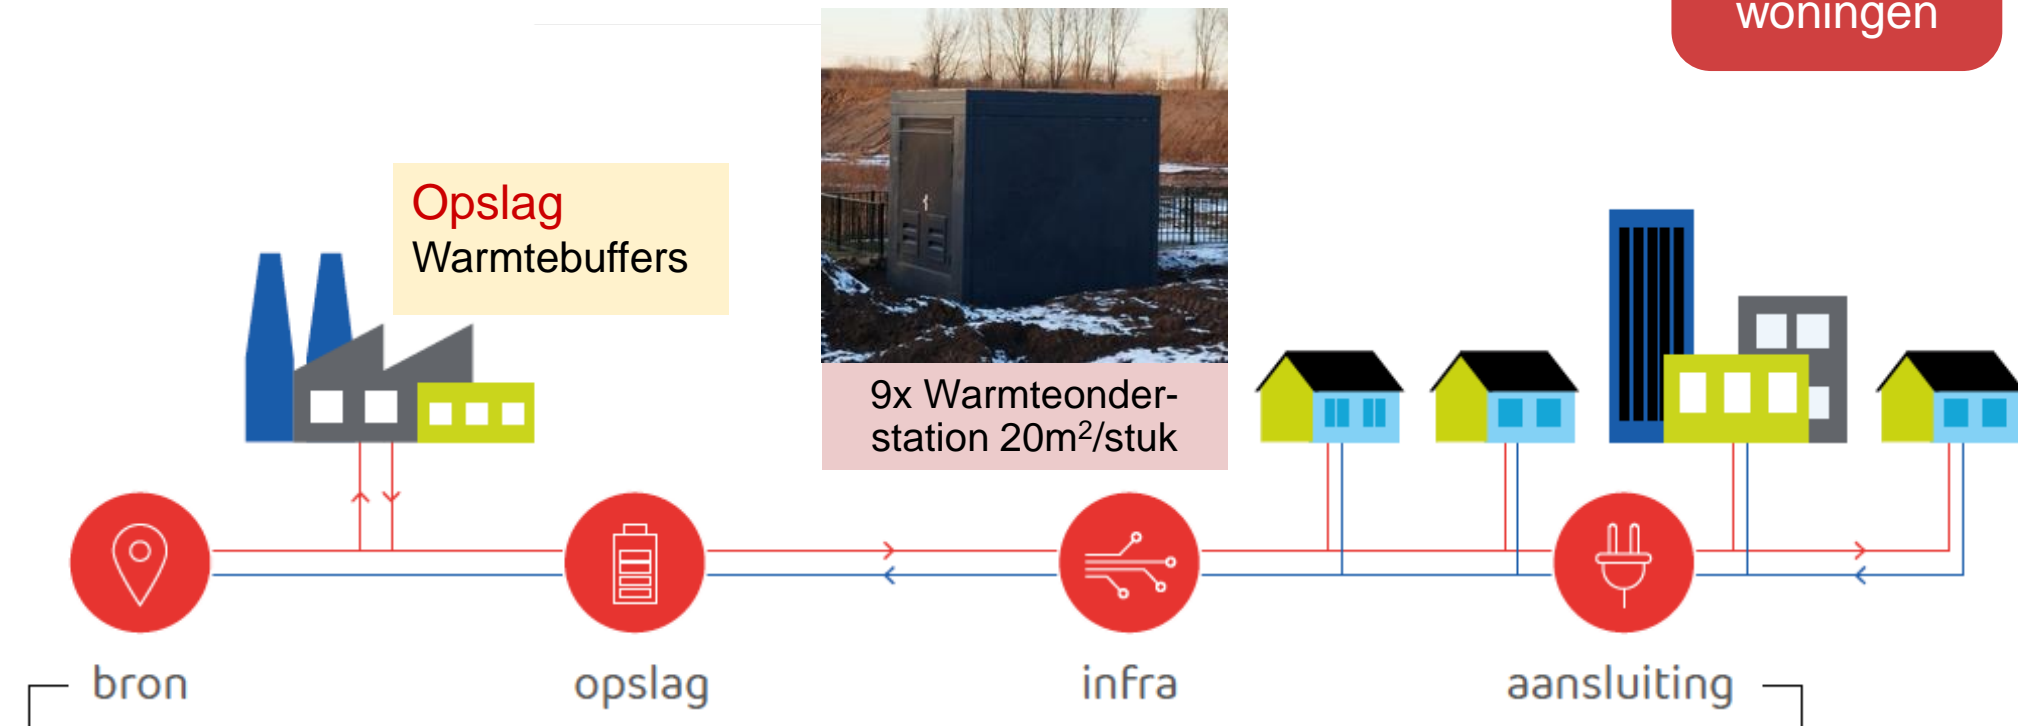 woningen
Opslag
Warmtebuffers
9x Warmteonder-
station 20m²/stuk
bron
opslag
infra
aansluiting